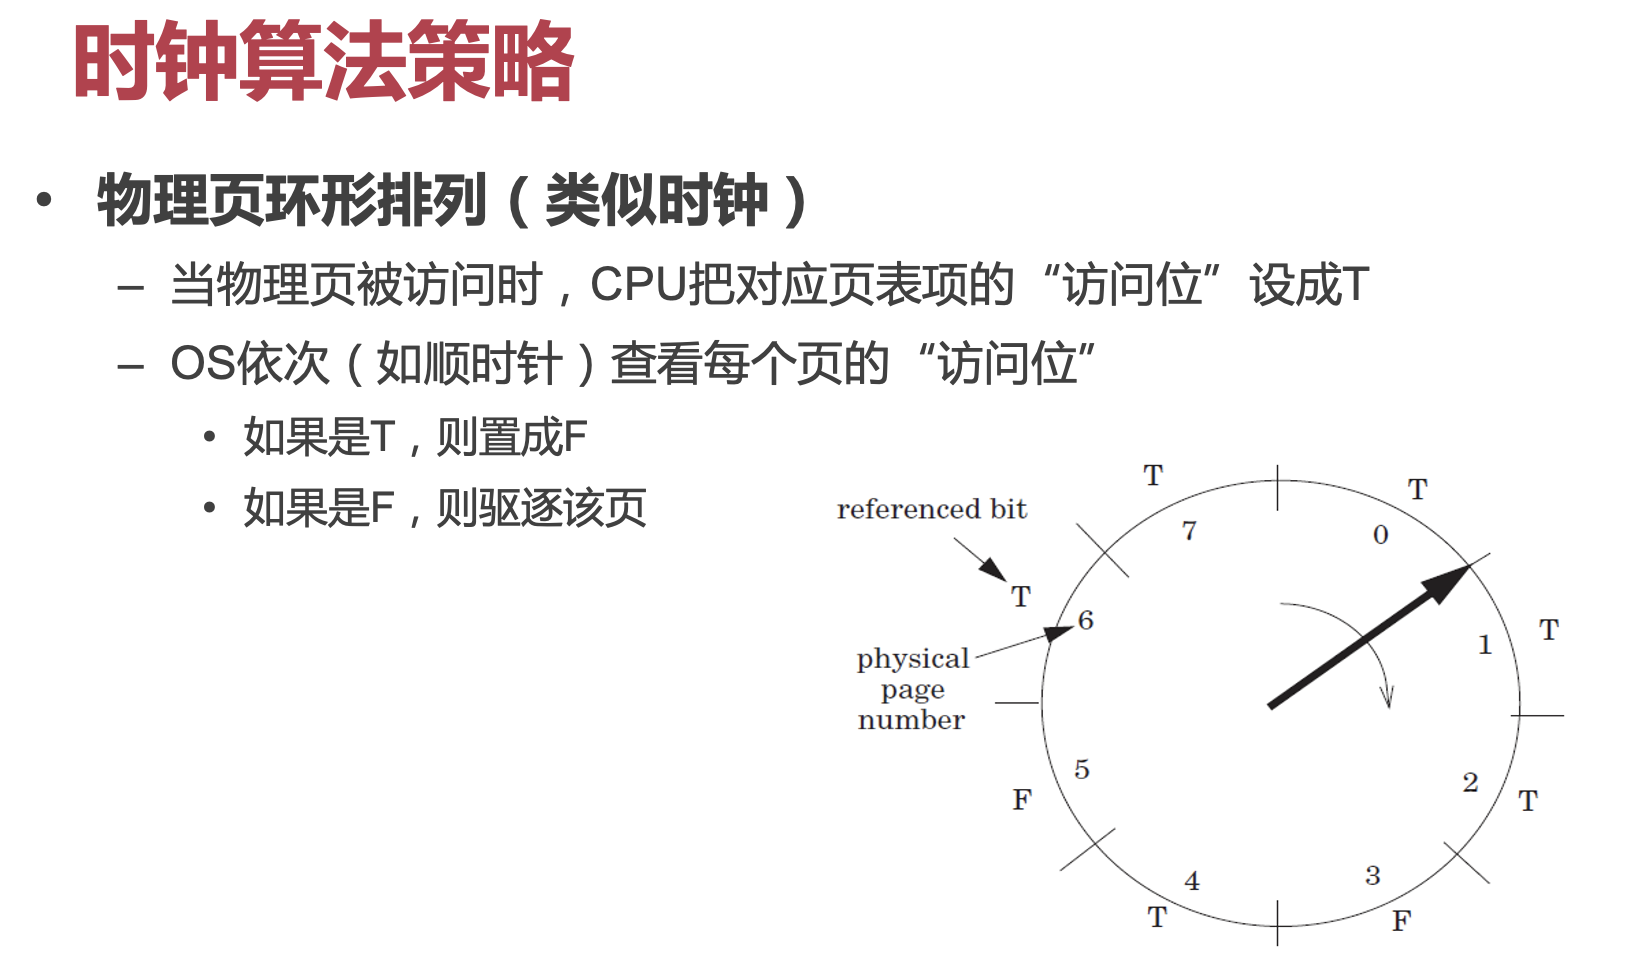 时钟算法策略
• 物理页环形排列（类似时钟）
– 当物理页被访问时，CPU把对应页表项的“访问位”设成T
– OS依次（如顺时针）查看每个页的“访问位”
• 如果是T，则置成F
• 如果是F，则驱逐该页
referenced bit
physical
page
number
T
7
T
0
T
6
T
1
F
5
T
2
T
4
F
3